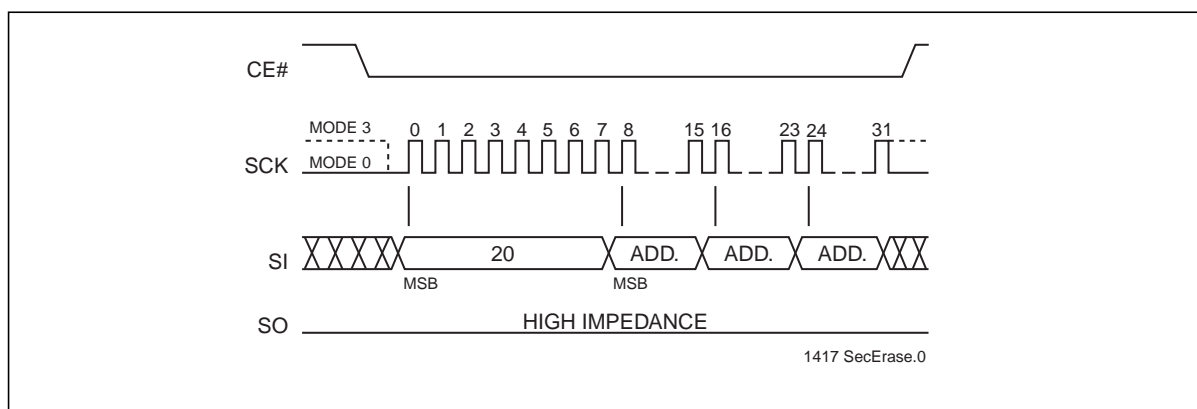 CE#
MODE 3
0 1 2 3 4 5 6 7 8 15 16 23 24 31
SCK
MODE 0
SI
20
ADD.
ADD.
ADD.
MSB
MSB
SO
HIGH IMPEDANCE
1417 SecErase.0